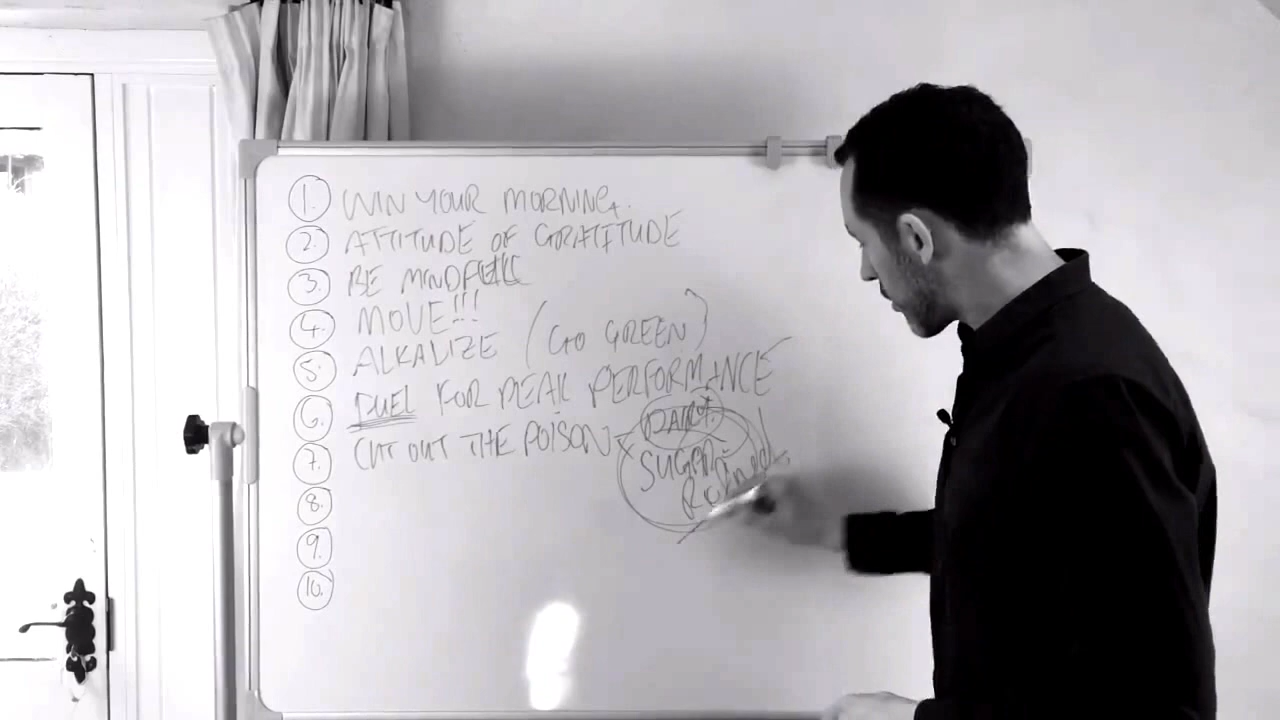 1. WIN YOUR MORNING.
2. ATTITUDE OF GRATITUDE
3. BE MINDFULL
4. MOVE!!!
5. ALKALIZE (GO GREEN)
6. FUEL FOR PEAK PERFORMANCE
7. CUT OUT THE POISON
SUGAR
8.
9.
10.